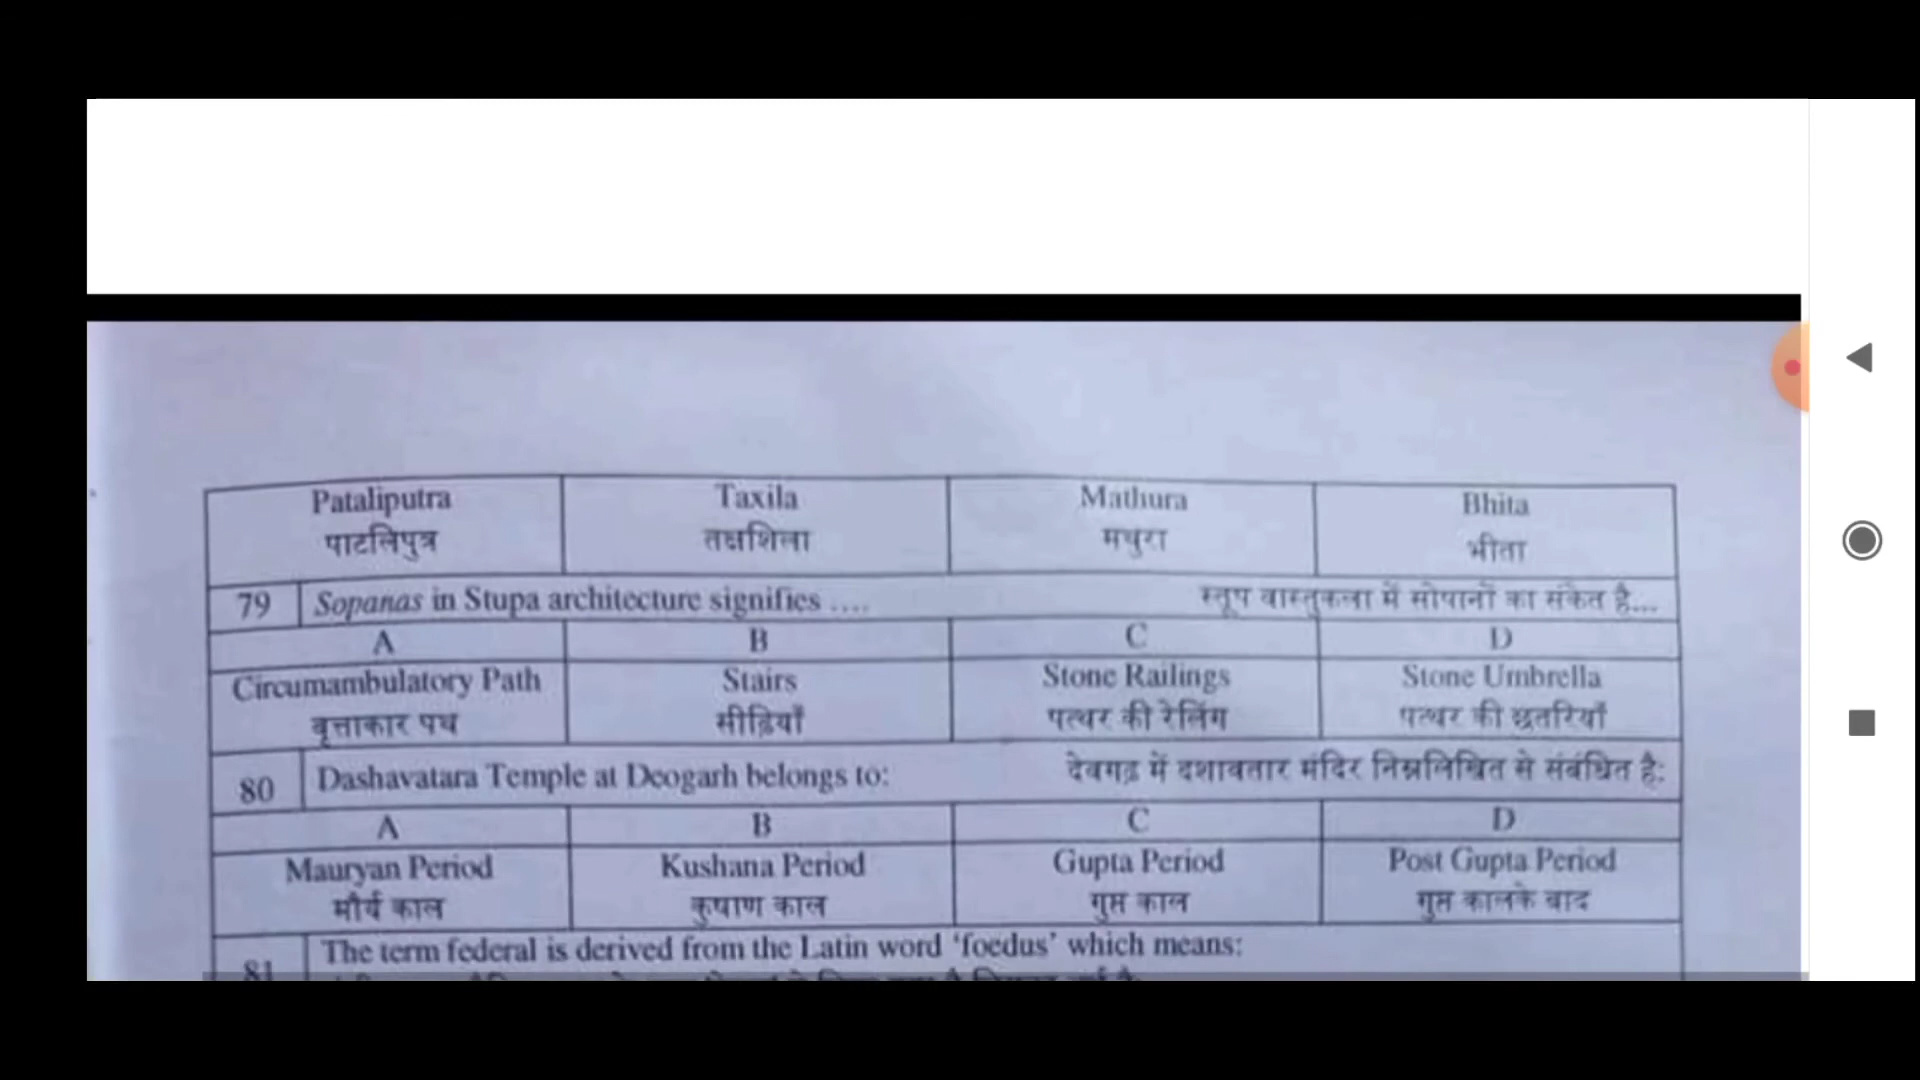 Pataliputra Taxila Mathura Bhita
पाटलिपुत्र तक्षशिला मथुरा भीता
79 Sopanas in Stupa architecture signifies .... स्तूप वास्तुकला में सोपानों का संकेत है...
A B C D
Circumambulatory Path Stairs Stone Railings Stone Umbrella
वृत्ताकार पथ सीढ़ियाँ पत्थर की रेलिंग पत्थर की छतरियाँ
80 Dashavatara Temple at Deogarh belongs to: देवगढ़ में दशावतार मंदिर निम्नलिखित से संबंधित है:
A B C D
Mauryan Period Kushana Period Gupta Period Post Gupta Period
मौर्य काल कुषाण काल गुप्त काल गुप्त कालके बाद
81 The term federal is derived from the Latin word ‘foedus’ which means: